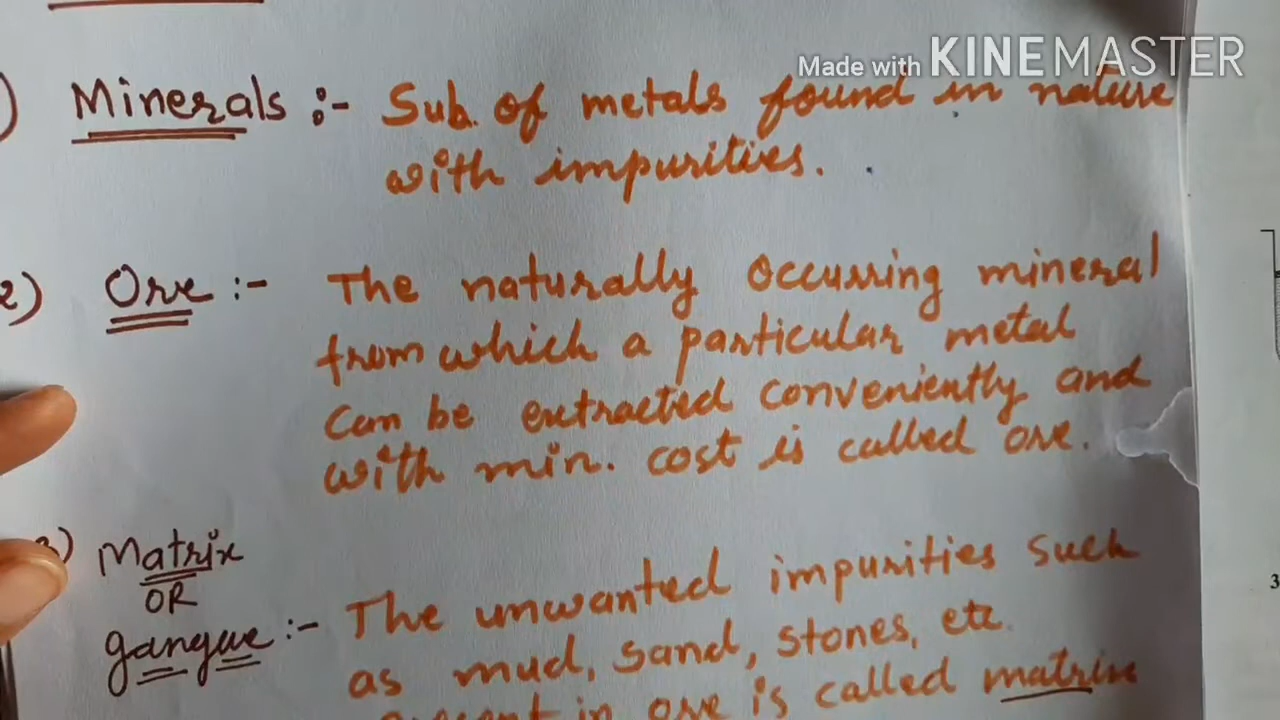 Made with KINEMASTER
) Minerals :- Sub. of metals found in nature
with impurities.
2) Ore :- The naturally occurring mineral
from which a particular metal
can be extracted conveniently and
with min. cost is called ore.
3) Matrix
OR
gangue :- The unwanted impurities such
as mud, sand, stones, etc.
present in ore is called matrix
3